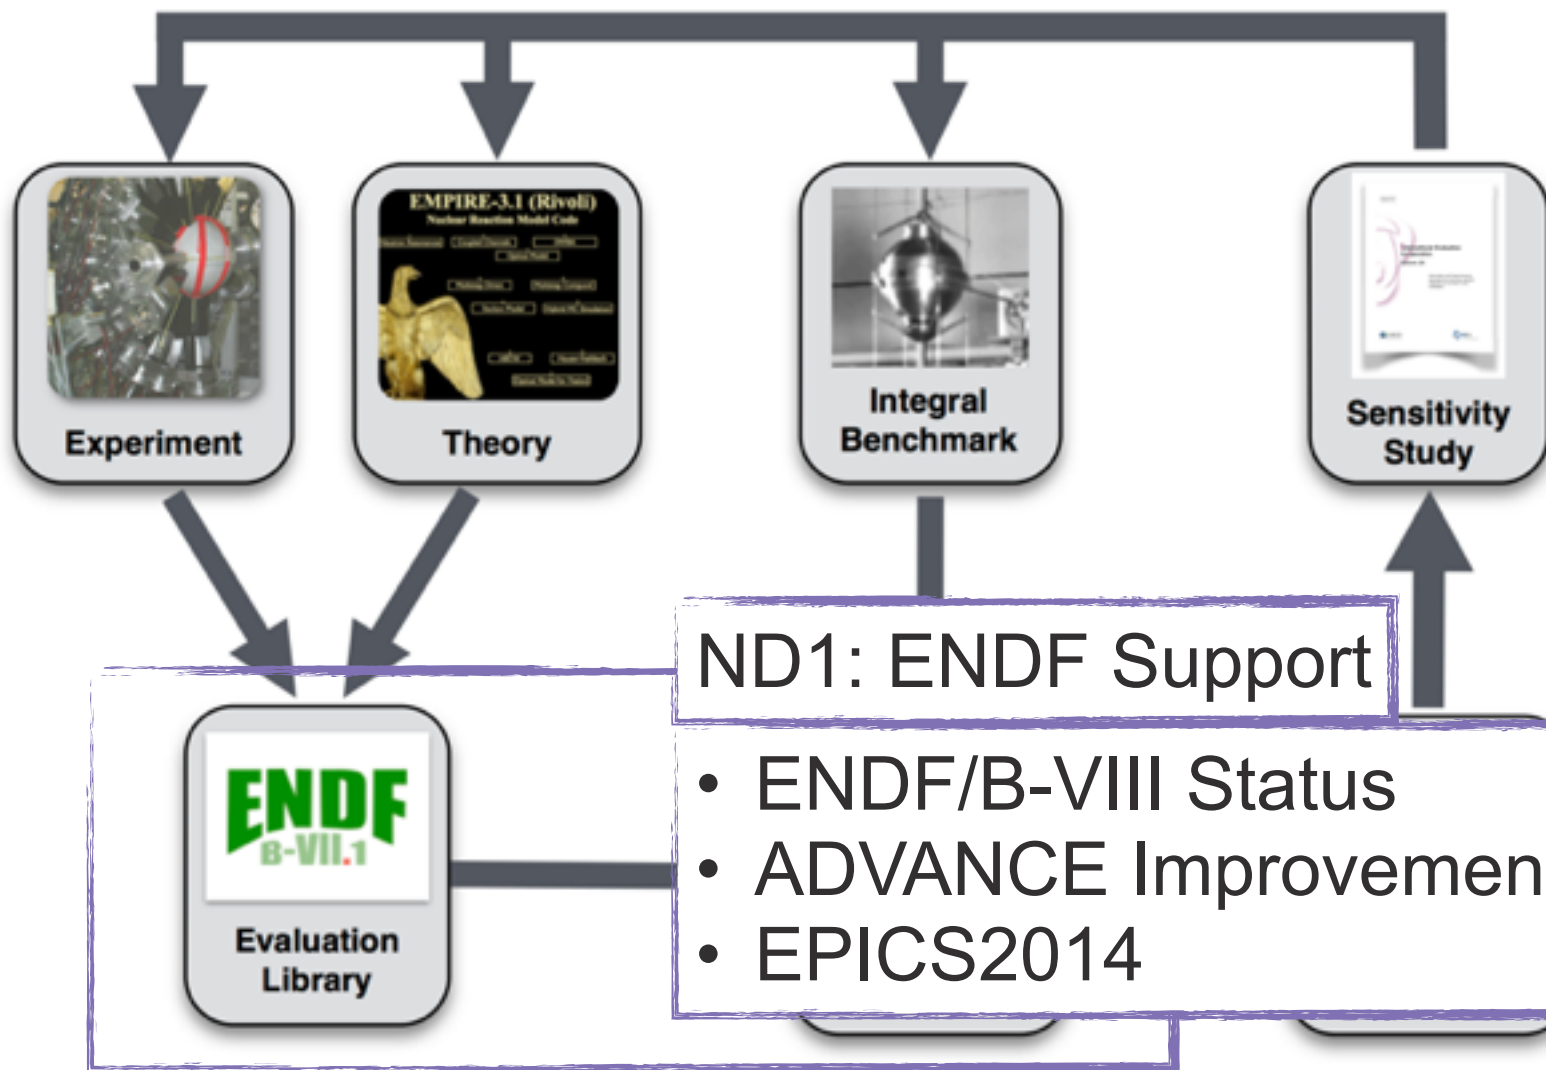 EMPIRE-3.1 (Rivoli)
Nuclear Reaction Model Code
Experiment
Theory
Integral
Benchmark
Sensitivity
Study
ND1: ENDF Support
• ENDF/B-VIII Status
• ADVANCE Improvemen
• EPICS2014
ENDF
B-VII.1
Evaluation
Library